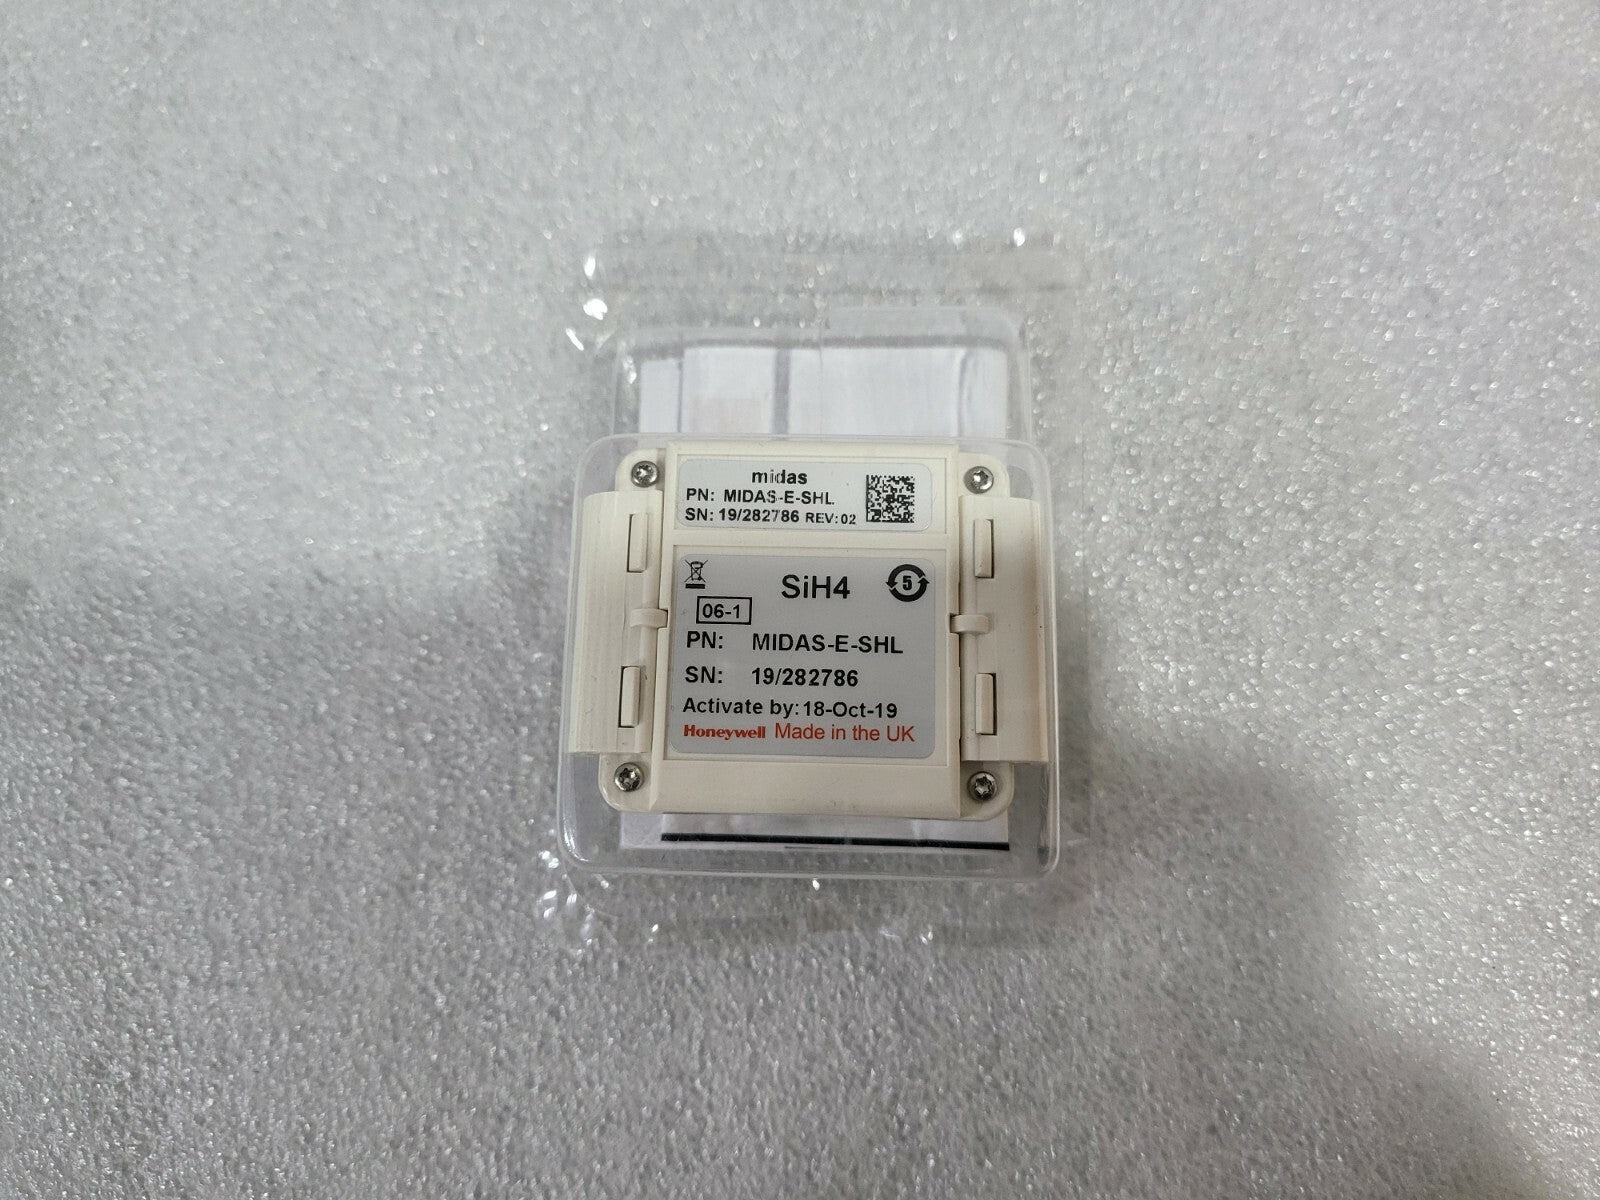 midas
PN: MIDAS-E-SHL
SN: 19/282786 REV:02
SiH4
5
06-1
PN: MIDAS-E-SHL
SN: 19/282786
Activate by: 18-Oct-19
Honeywell Made in the UK